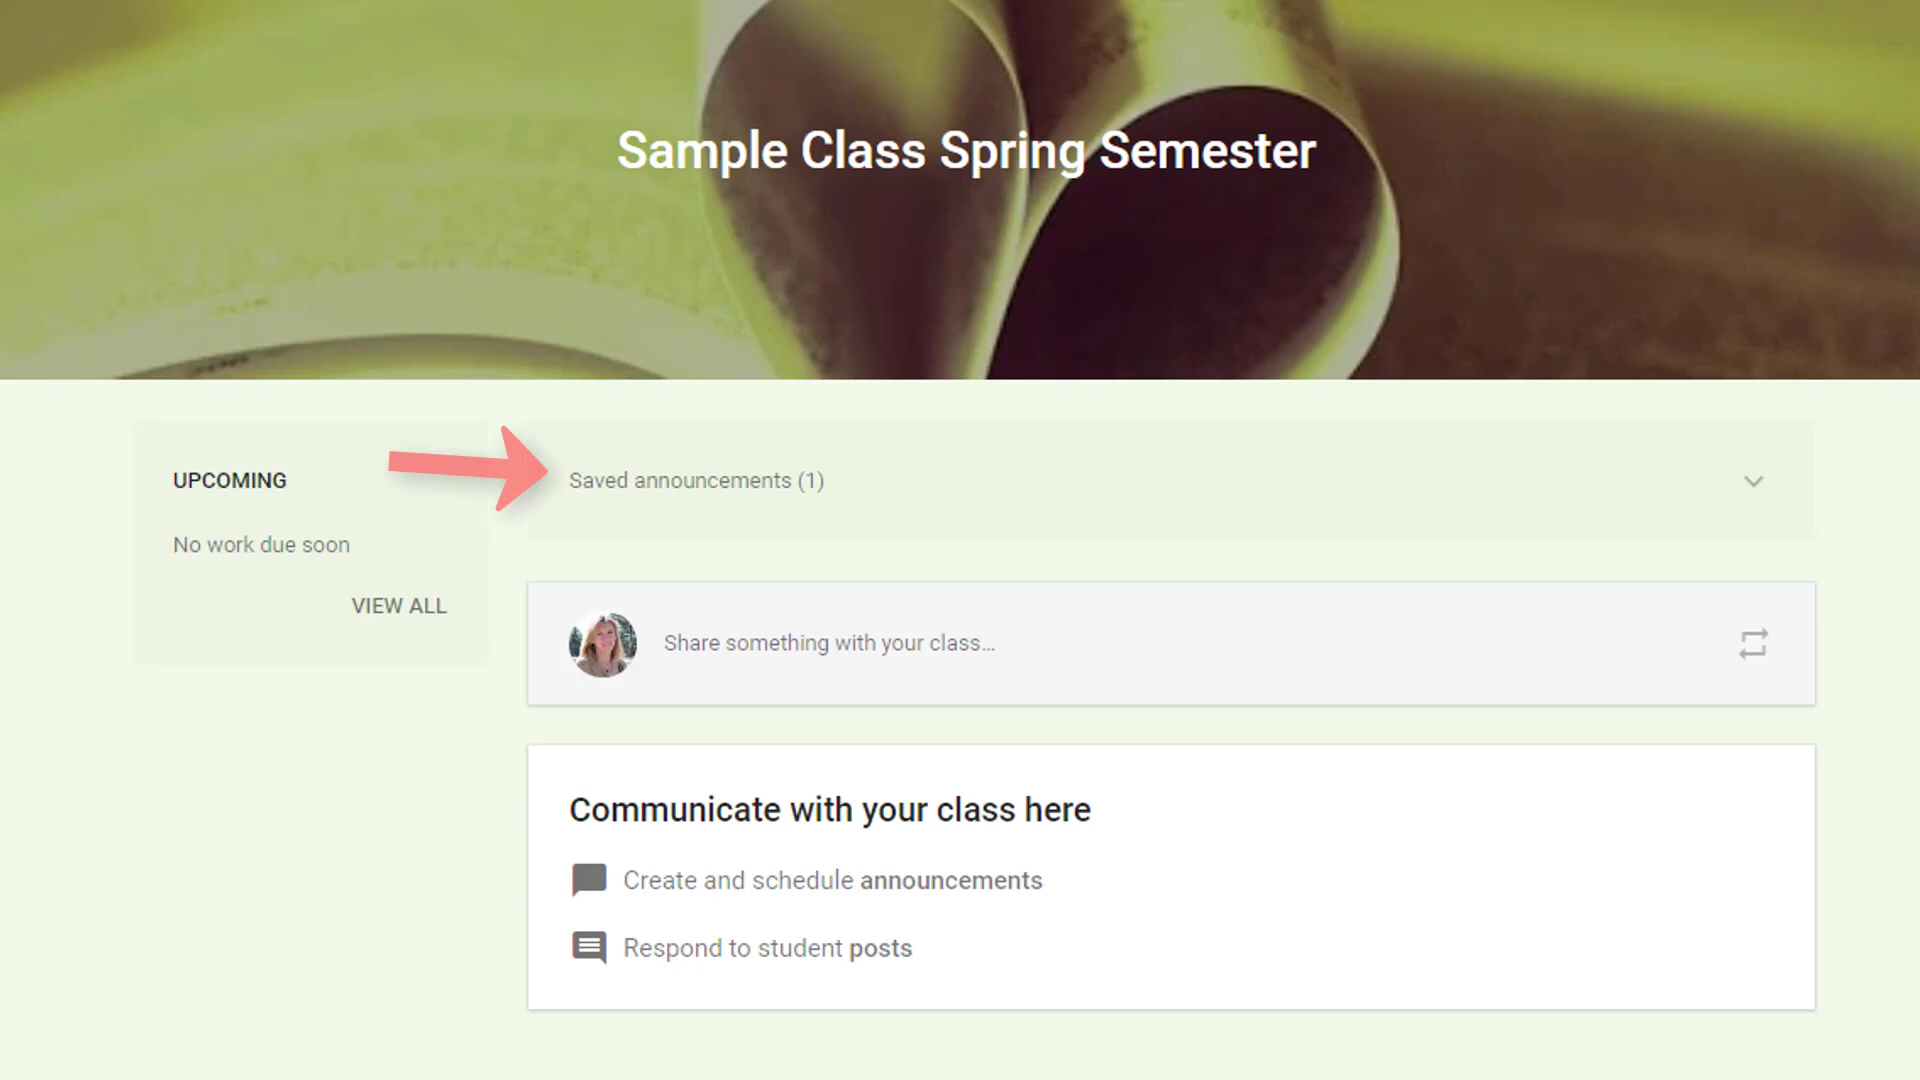 Sample Class Spring Semester
UPCOMING
No work due soon
VIEW ALL
Saved announcements (1)
Share something with your class...
Communicate with your class here
Create and schedule announcements
Respond to student posts